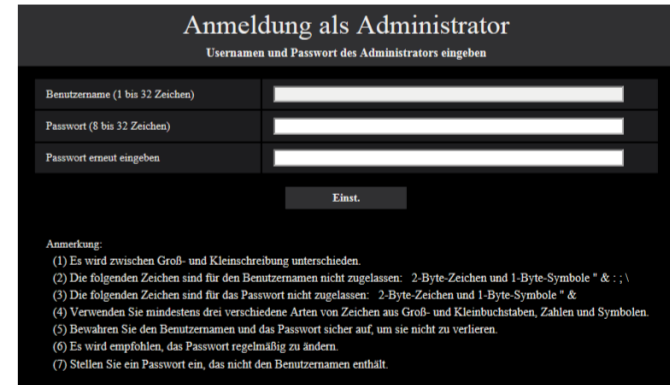 Anmeldung als Administrator
Usernamen und Passwort des Administrators eingeben
Benutzername (1 bis 32 Zeichen)
Passwort (8 bis 32 Zeichen)
Passwort erneut eingeben
Einst.
Anmerkung:
(1) Es wird zwischen Groß- und Kleinschreibung unterschieden.
(2) Die folgenden Zeichen sind für den Benutzernamen nicht zugelassen: 2-Byte-Zeichen und 1-Byte-Symbole " & : ; \
(3) Die folgenden Zeichen sind für das Passwort nicht zugelassen: 2-Byte-Zeichen und 1-Byte-Symbole " &
(4) Verwenden Sie mindestens drei verschiedene Arten von Zeichen aus Groß- und Kleinbuchstaben, Zahlen und Symbolen.
(5) Bewahren Sie den Benutzernamen und das Passwort sicher auf, um sie nicht zu verlieren.
(6) Es wird empfohlen, das Passwort regelmäßig zu ändern.
(7) Stellen Sie ein Passwort ein, das nicht den Benutzernamen enthält.